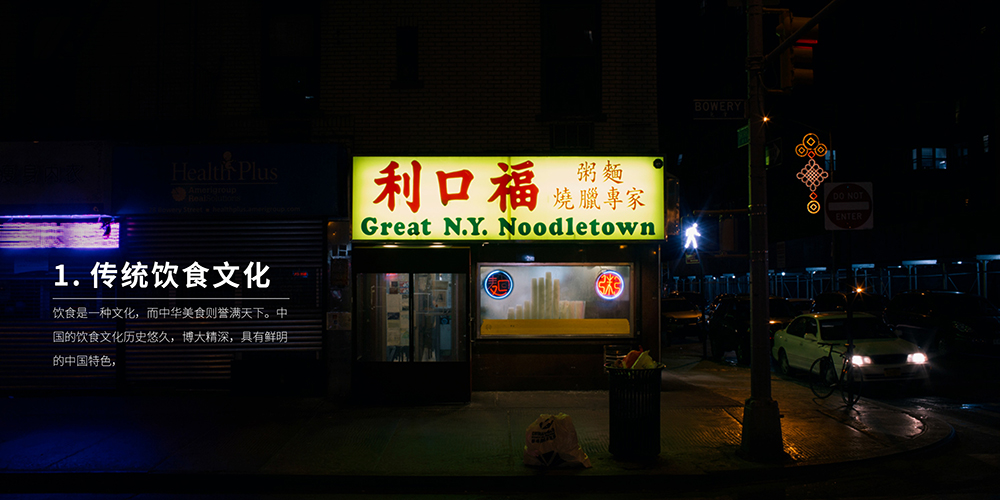 BOWERY
Health Plus
Amerigroup
利口福
粥麵
燒臘專家
Great N.Y. Noodletown
DO NOT
ENTER
麵
粥
1. 传统饮食文化
饮食是一种文化，而中华美食则誉满天下。中
国的饮食文化历史悠久，博大精深，具有鲜明
的中国特色，